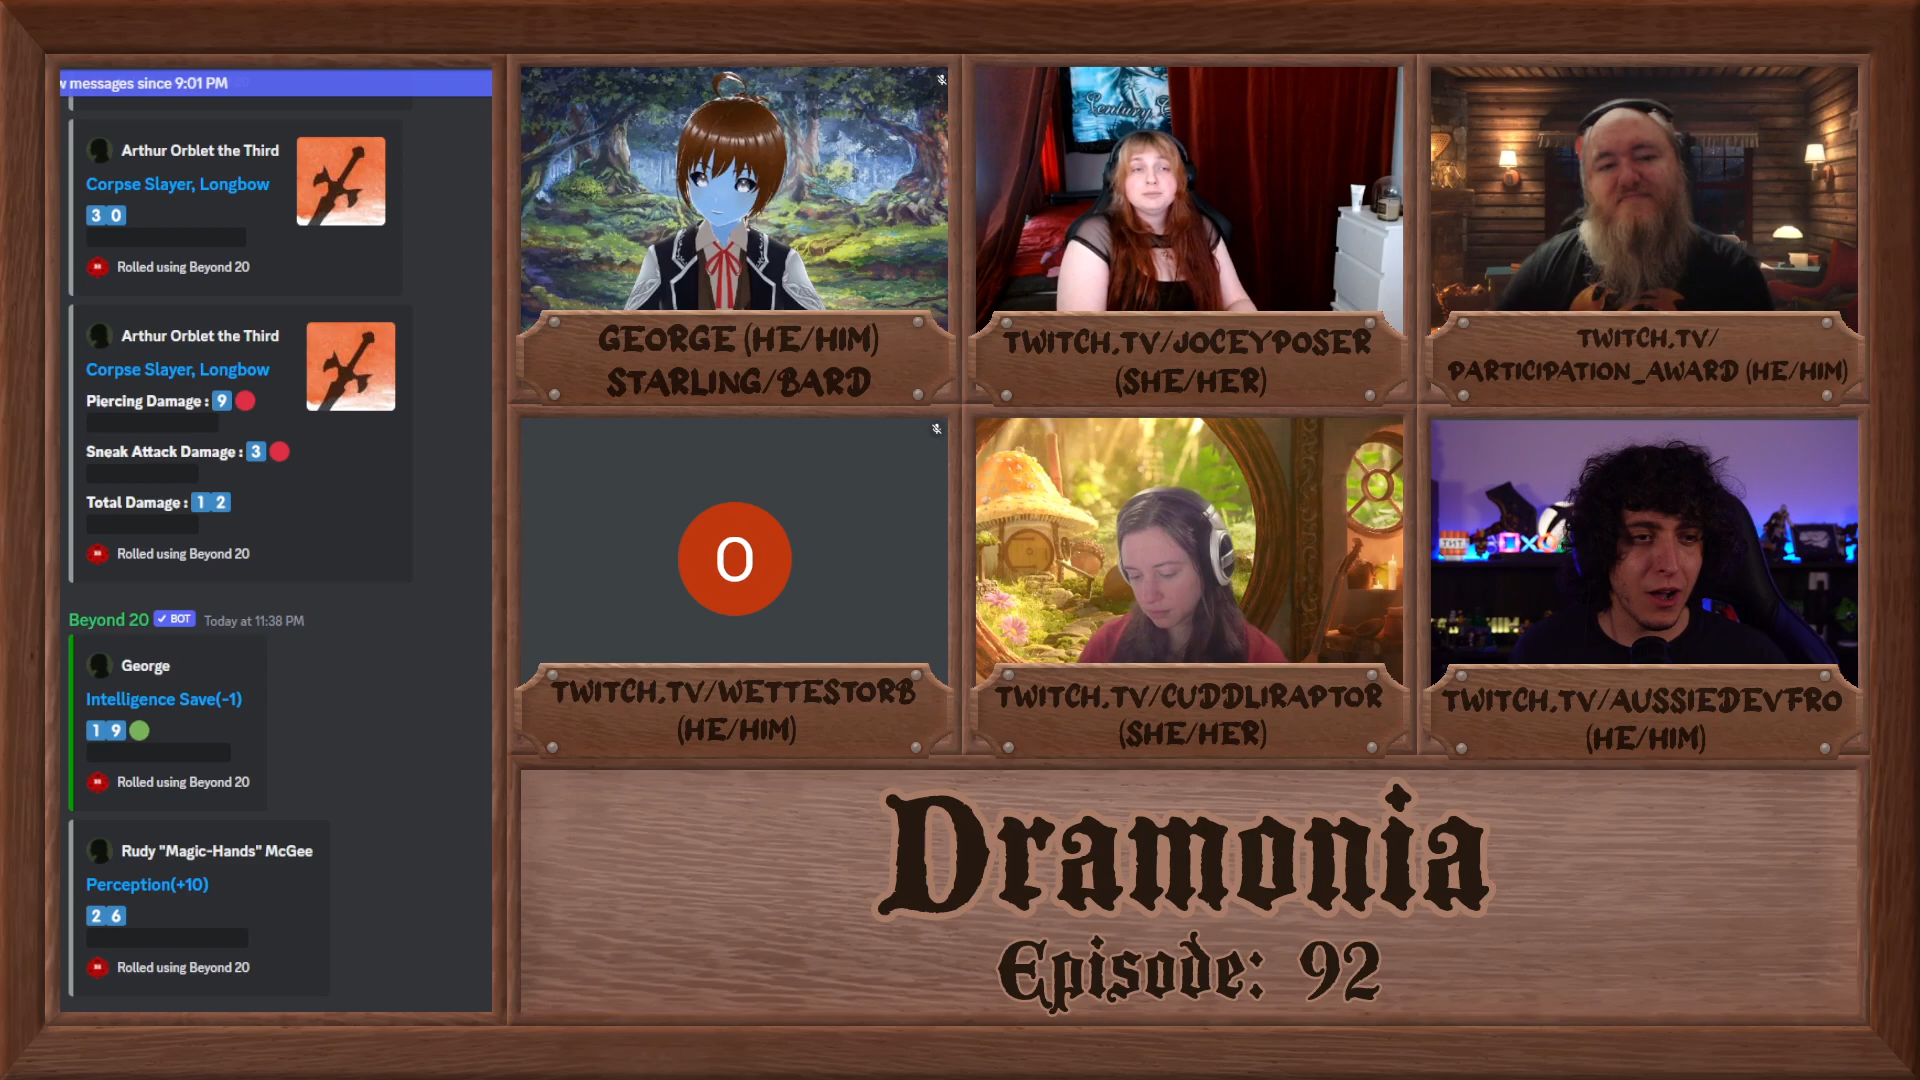 w messages since 9:01 PM
Arthur Orblet the Third
Corpse Slayer, Longbow
3 0
Rolled using Beyond 20
Arthur Orblet the Third
Corpse Slayer, Longbow
Piercing Damage : 9
Sneak Attack Damage : 3
Total Damage : 1 2
Rolled using Beyond 20
Beyond 20 ✓ BOT Today at 11:38 PM
George
Intelligence Save(-1)
1 9
Rolled using Beyond 20
Rudy "Magic-Hands" McGee
Perception(+10)
2 6
Rolled using Beyond 20
GEORGE (HE/HIM)
STARLING/BARD
Century
TWITCH.TV/JOCEYPOSER
(SHE/HER)
TWITCH.TV/
PARTICIPATION_AWARD (HE/HIM)
O
TWITCH.TV/WETTESTORB
(HE/HIM)
TWITCH.TV/CUDDLIRAPTOR
(SHE/HER)
TNT
TWITCH.TV/AUSSIEDEVFRO
(HE/HIM)
Dramonia
Episode: 92